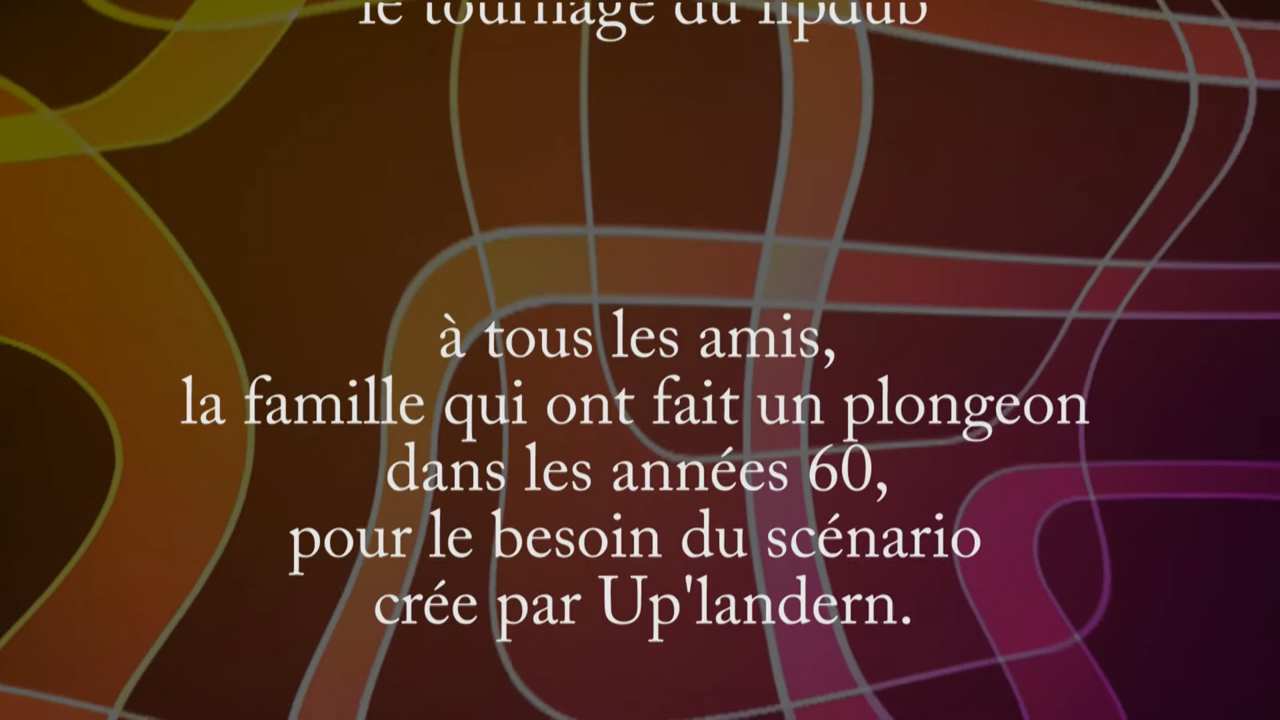 le tournage du lipdub
à tous les amis,
la famille qui ont fait un plongeon
dans les années 60,
pour le besoin du scénario
crée par Up'landern.